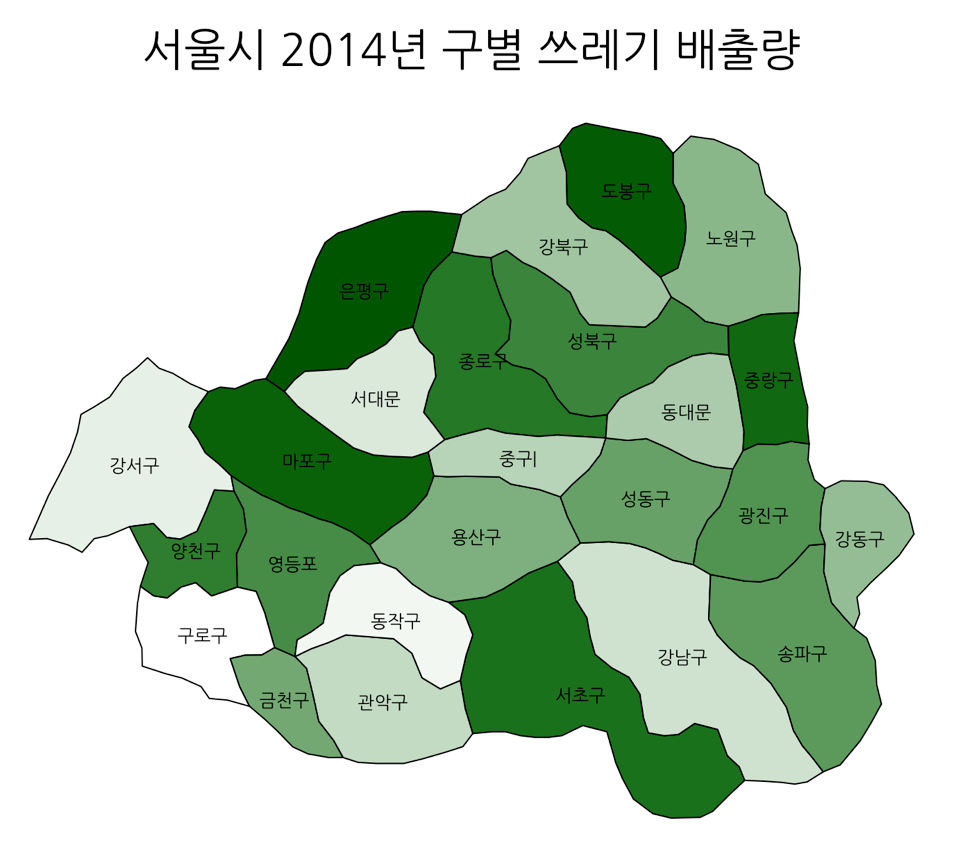 서울시 2014년 구별 쓰레기 배출량
도봉구
노원구
강북구
은평구
성북구
종로구
중랑구
서대문
동대문
중구|
마포구
강서구
성동구
광진구
용산구
강동구
양천구
영등포
동작구
구로구
송파구
강남구
서초구
금천구
관악구